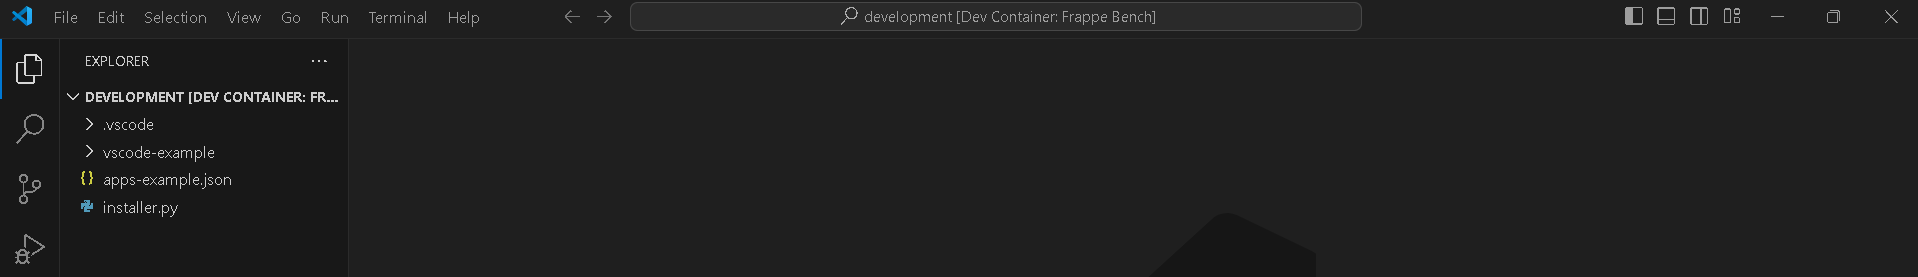 File Edit Selection View Go Run Terminal Help development [Dev Container: Frappe Bench]
EXPLORER ...
DEVELOPMENT [DEV CONTAINER: FR...
.vscode
vscode-example
{} apps-example.json
installer.py